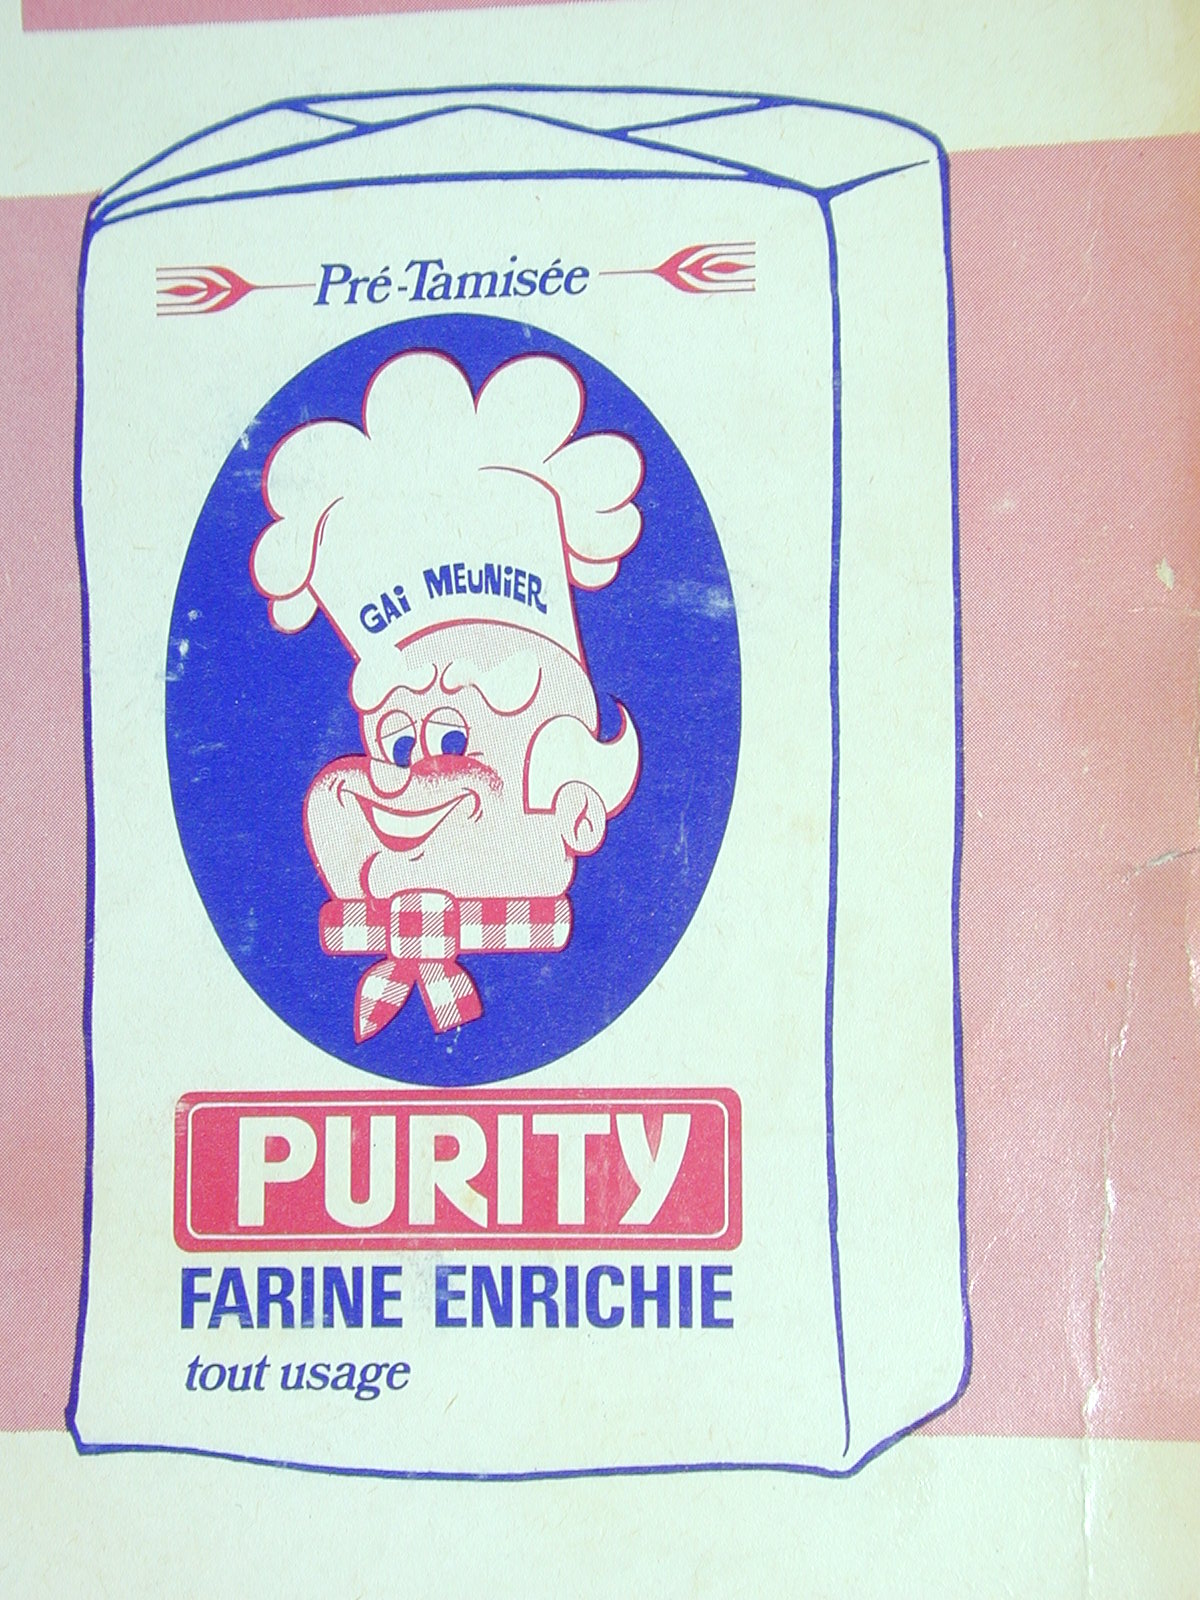 Pré-Tamisée
GAi MEUNiER
PURITY
FARINE ENRICHIE
tout usage